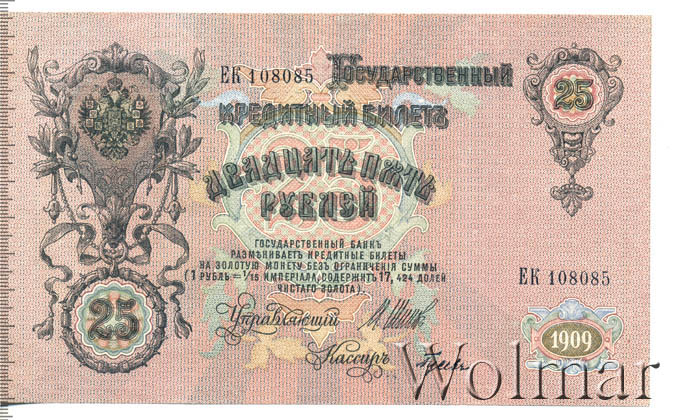 ЕК 108085 Государственный
25
кредитный билетъ
Двадцать пять
рублей
ГОСУДАРСТВЕННЫЙ БАНКЪ
РАЗМѢНИВАЕТЪ КРЕДИТНЫЕ БИЛЕТЫ
НА ЗОЛОТУЮ МОНЕТУ БЕЗЪ ОГРАНИЧЕНІЯ СУММЫ
(1 РУБЛЬ = 1/15 ИМПЕРІАЛА, СОДЕРЖИТЪ 17,424 ДОЛЕЙ
ЧИСТАГО ЗОЛОТА).
ЕК 108085
25
Управляющій
Кассиръ
1909
Wolmar